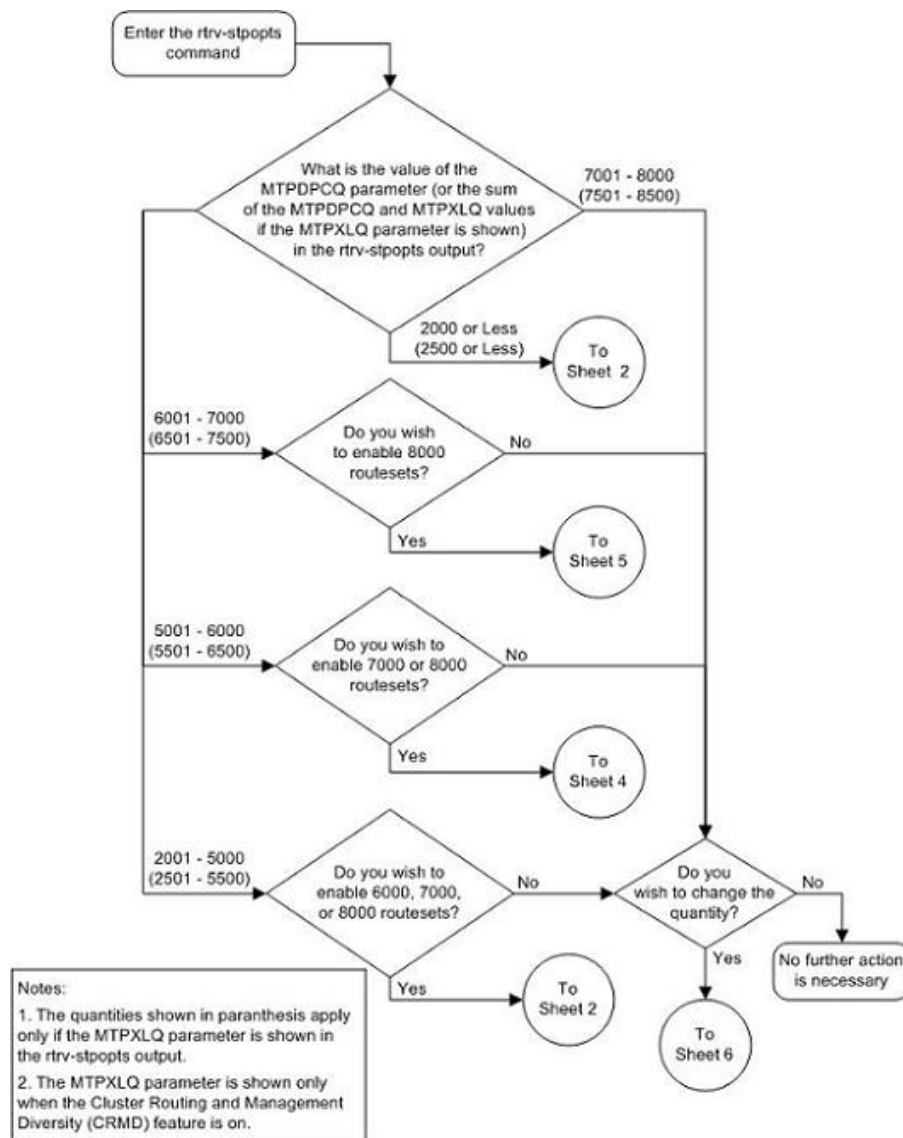 Enter the rtrv-stpopts
command
What is the value of the
MTPDPCQ parameter (or the sum
of the MTPDPCQ and MTPXLQ values
if the MTPXLQ parameter is shown)
in the rtrv-stpopts output?
7001 - 8000
(7501 - 8500)
2000 or Less
(2500 or Less)
To
Sheet 2
6001 - 7000
(6501 - 7500)
Do you wish
to enable 8000
routesets?
No
Yes
To
Sheet 5
5001 - 6000
(5501 - 6500)
Do you wish to
enable 7000 or 8000
routesets?
No
Yes
To
Sheet 4
2001 - 5000
(2501 - 5500)
Do you wish to
enable 6000, 7000,
or 8000 routesets?
No
Do you
wish to change the
quantity?
No
Yes
Yes
No further action
is necessary
To
Sheet 2
To
Sheet 6
Notes:
1. The quantities shown in paranthesis apply
only if the MTPXLQ parameter is shown in
the rtrv-stpopts output.
2. The MTPXLQ parameter is shown only
when the Cluster Routing and Management
Diversity (CRMD) feature is on.